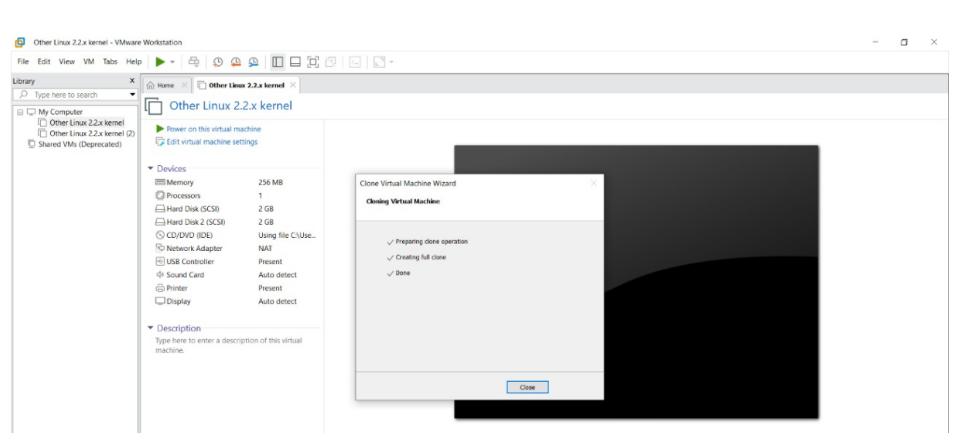 Other Linux 2.2.x kernel - VMware Workstation
File Edit View VM Tabs Help
Library X
Home Other Linux 2.2.x kernel
Type here to search
My Computer
Other Linux 2.2.x kernel
Other Linux 2.2.x kernel (2)
Shared VMs (Deprecated)
Other Linux 2.2.x kernel
Power on this virtual machine
Edit virtual machine settings
Devices
Memory 256 MB
Processors 1
Hard Disk (SCSI) 2 GB
Hard Disk 2 (SCSI) 2 GB
CD/DVD (IDE) Using file C:\Use...
Network Adapter NAT
USB Controller Present
Sound Card Auto detect
Printer Present
Display Auto detect
Description
Type here to enter a description of this virtual
machine.
Clone Virtual Machine Wizard
Cloning Virtual Machine
Preparing clone operation
Creating full clone
Done
Close